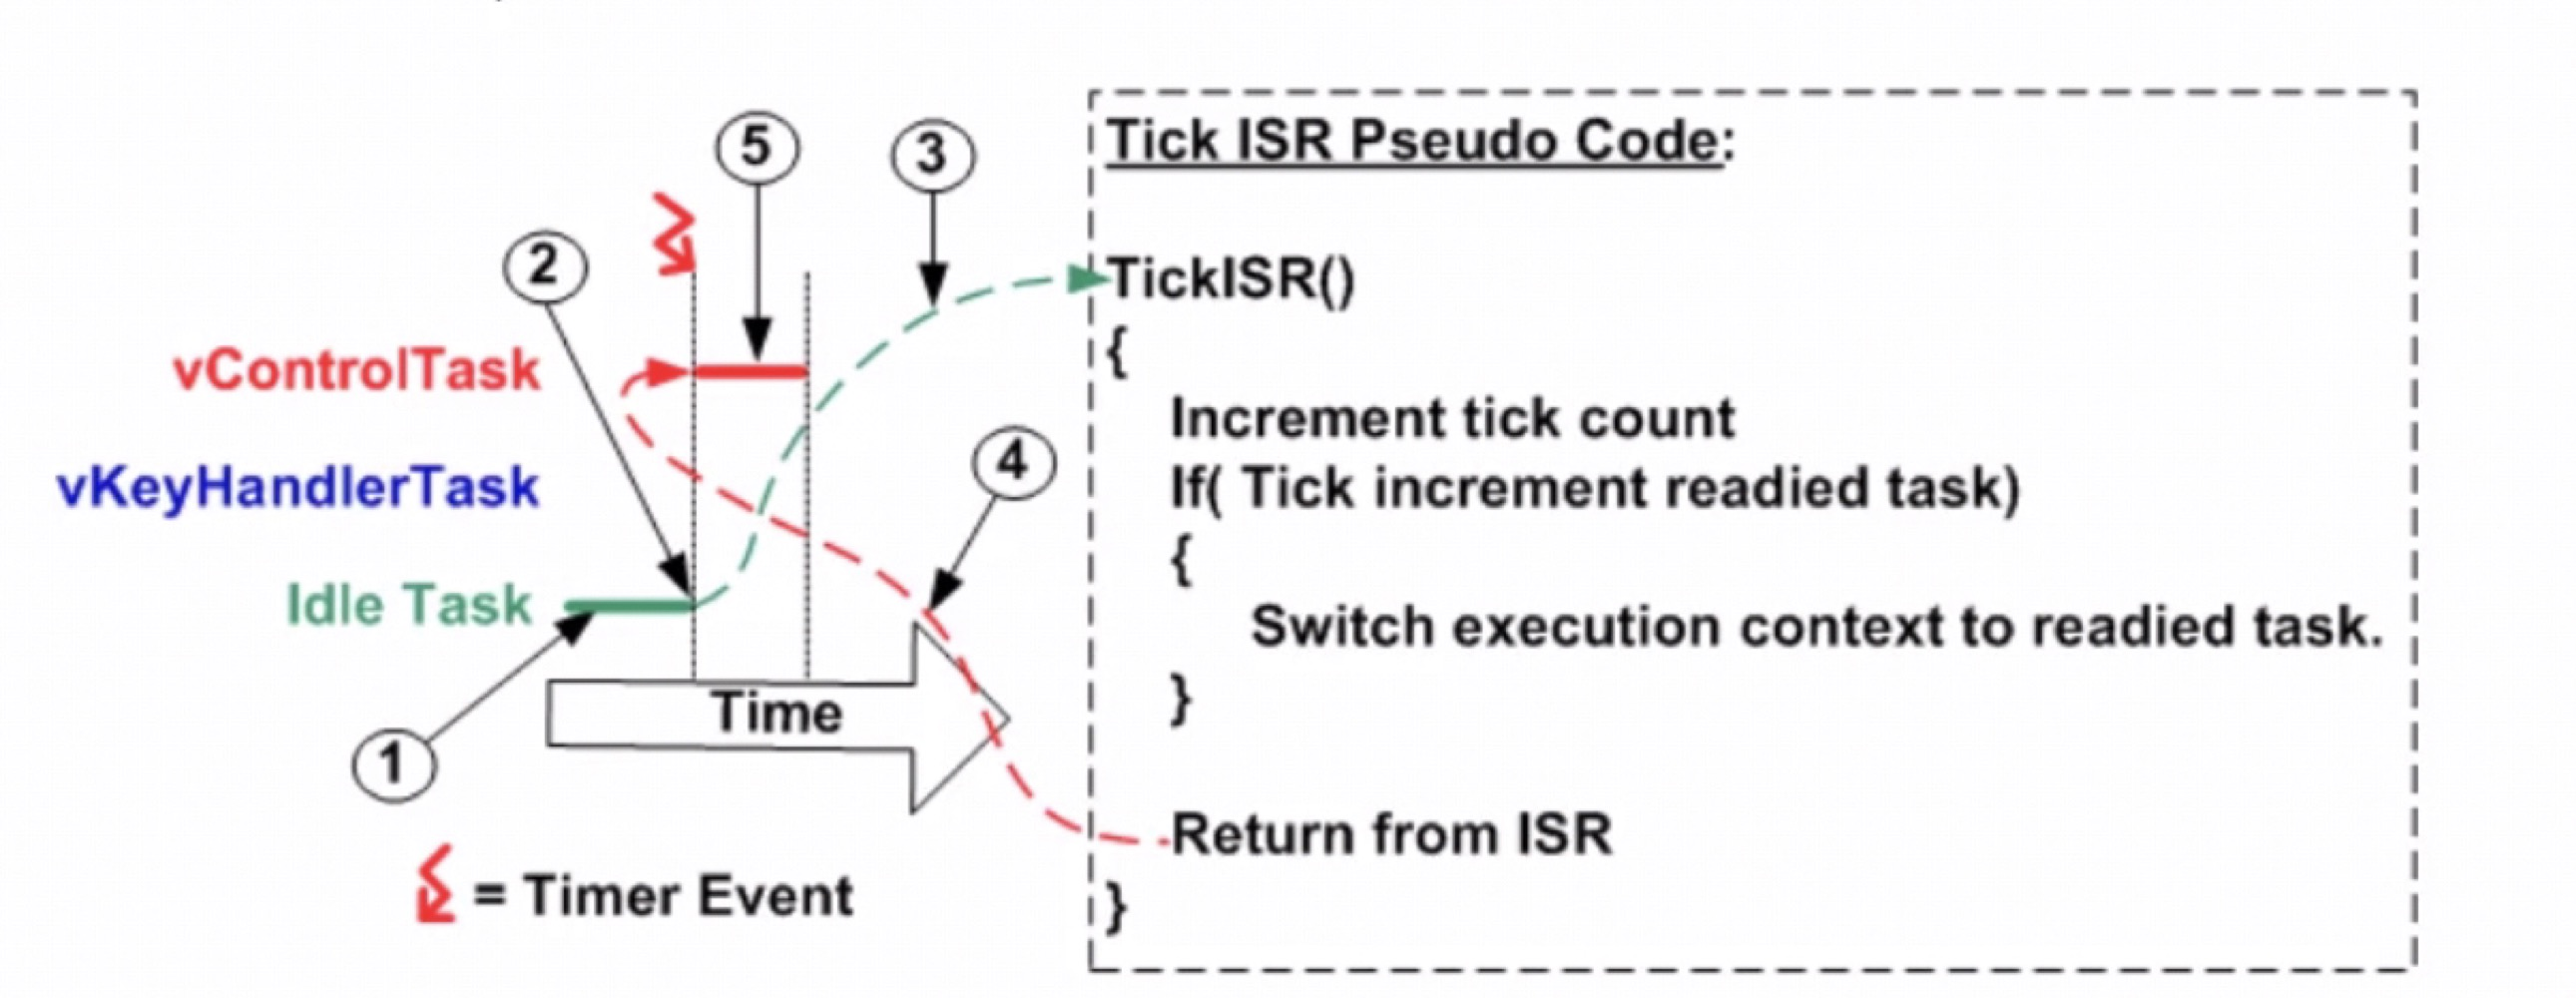 5
3
Tick ISR Pseudo Code:
2
TickISR()
{
vControlTask
Increment tick count
4
vKeyHandlerTask
If( Tick increment readied task)
{
Idle Task
Switch execution context to readied task.
}
Time
1
Return from ISR
= Timer Event
}